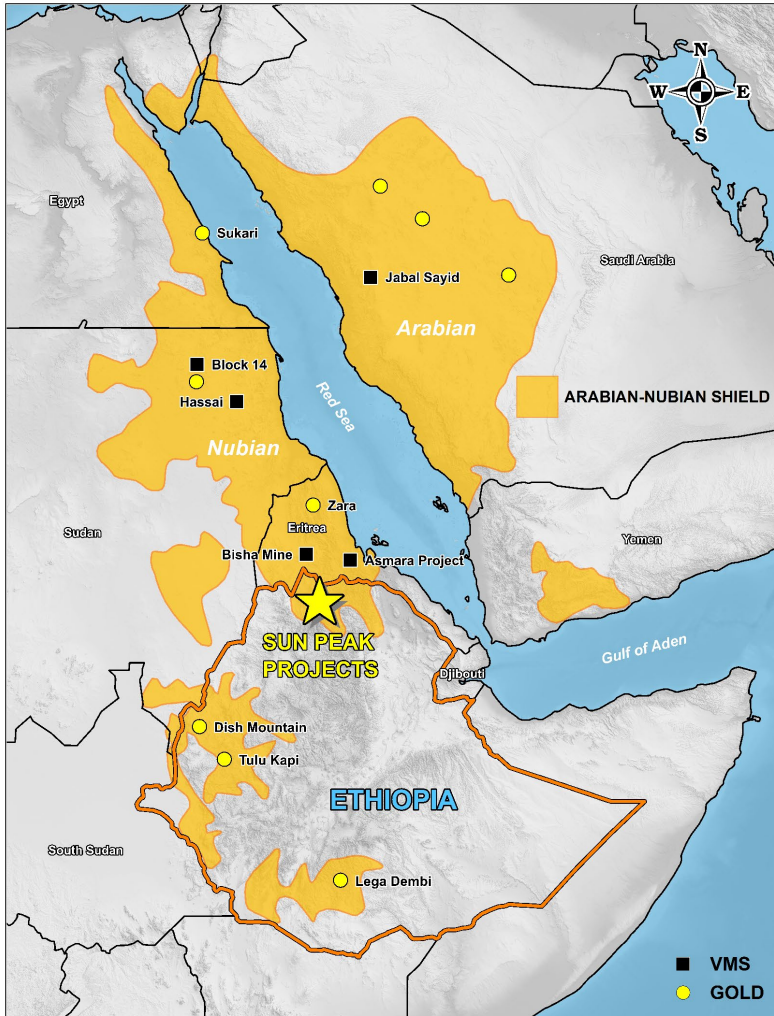 N
W
E
S
Egypt
Sukari
Saudi Arabia
Jabal Sayid
Arabian
Block 14
Red Sea
ARABIAN-NUBIAN SHIELD
Hassai
Nubian
Zara
Eritrea
Sudan
Yemen
Bisha Mine
Asmara Project
SUN PEAK
PROJECTS
Gulf of Aden
Djibouti
Dish Mountain
Tulu Kapi
ETHIOPIA
South Sudan
Lega Dembi
VMS
GOLD